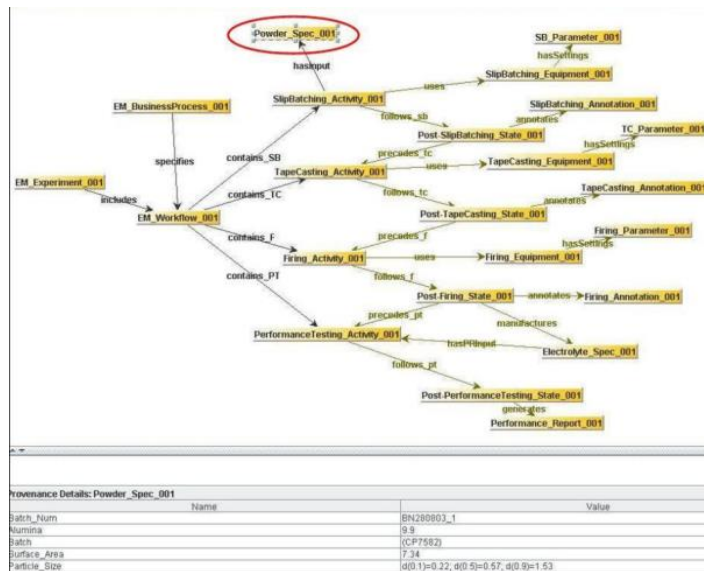 Powder_Spec_001
SB_Parameter_001
hasInput
hasSettings
SlipBatching_Equipment_001
uses
SlipBatching_Activity_001
SlipBatching_Annotation_001
EM_BusinessProcess_001
follows_sb
annotates
TC_Parameter_001
Post-SlipBatching_State_001
hasSettings
precedes_tc
specifies
contains_SB
uses
TapeCasting_Equipment_001
TapeCasting_Activity_001
EM_Experiment_001
contains_TC
TapeCasting_Annotation_001
includes
follows_tc
annotates
EM_Workflow_001
Post-TapeCasting_State_001
Firing_Parameter_001
contains_F
precedes_f
hasSettings
Firing_Activity_001
uses
Firing_Equipment_001
contains_PT
follows_f
Post-Firing_State_001
annotates
Firing_Annotation_001
precedes_pt
manufactures
PerformanceTesting_Activity_001
hasPRInput
Electrolyte_Spec_001
follows_pt
Post-PerformanceTesting_State_001
generates
Performance_Report_001
Provenance Details: Powder_Spec_001
Name Value
Batch_Num BN280803_1
Alumina 9.9
Batch (CP7582)
Surface_Area 7.34
Particle_Size d(0.1)=0.22; d(0.5)=0.57; d(0.9)=1.53